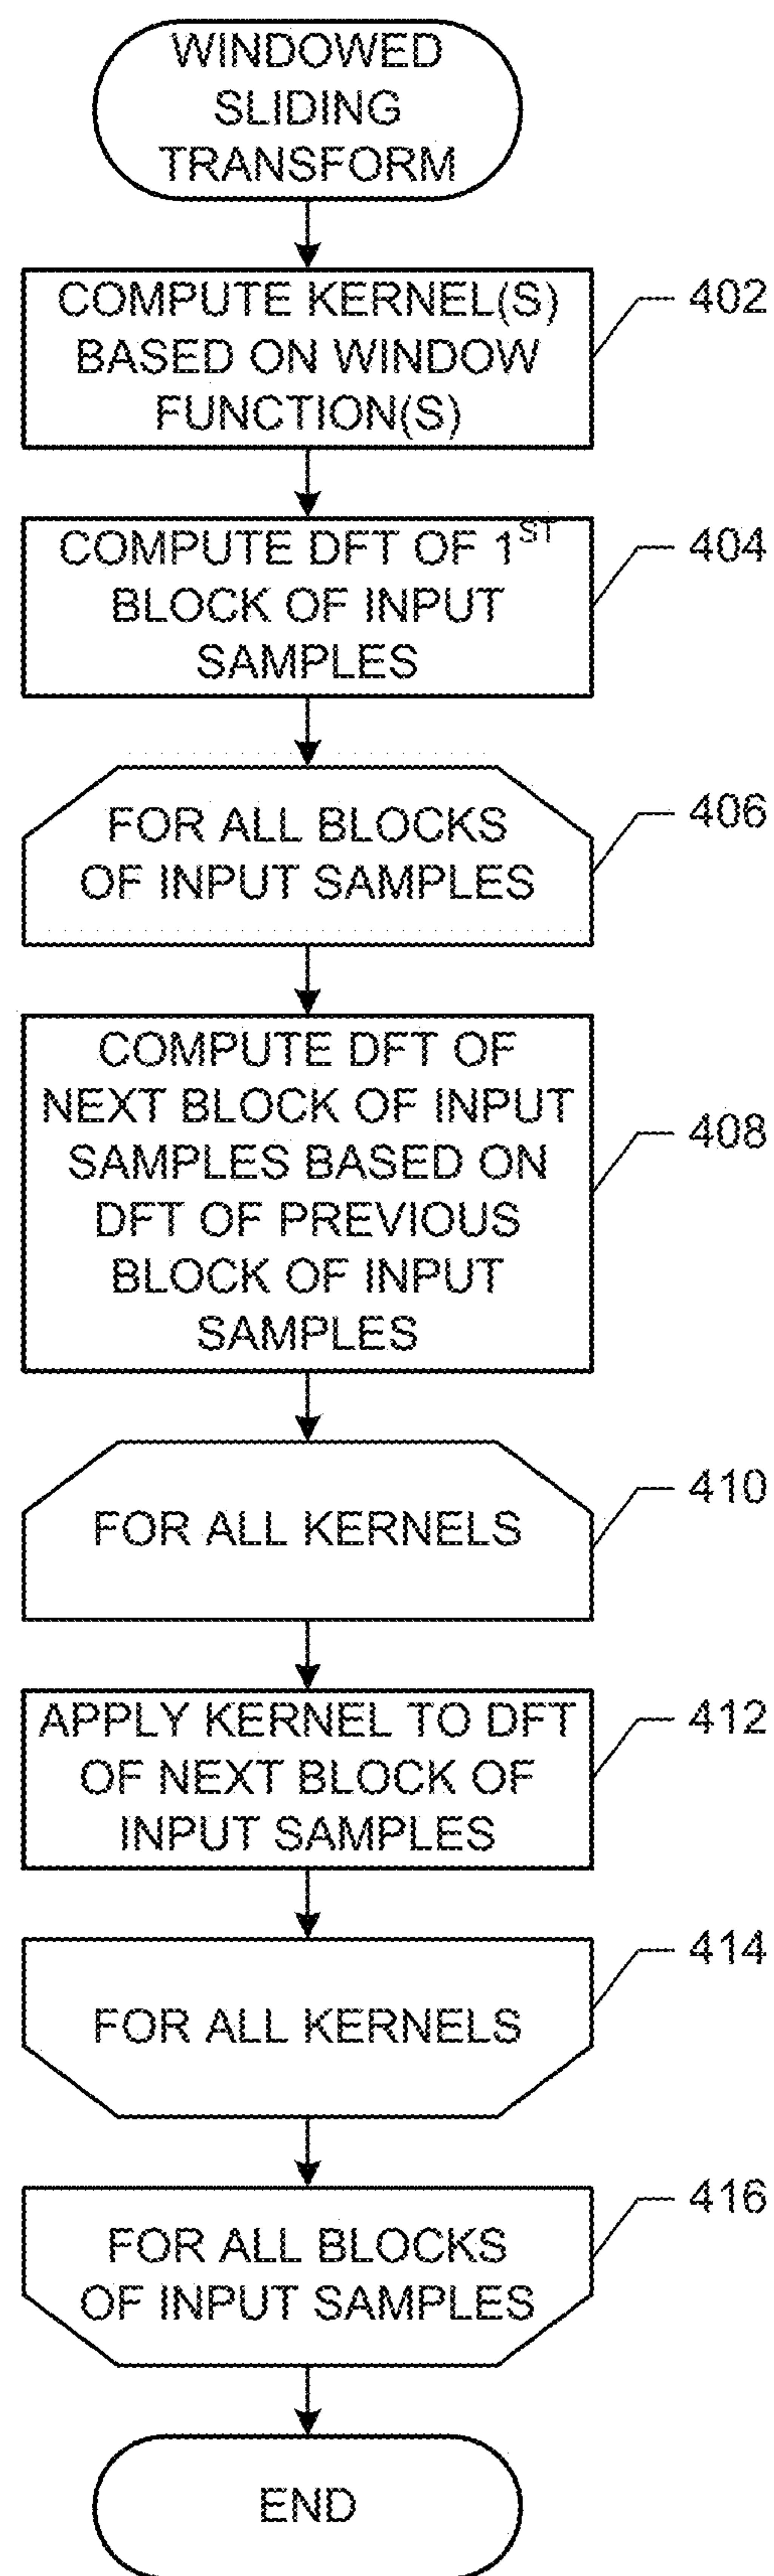 WINDOWED
SLIDING
TRANSFORM
COMPUTE KERNEL(S)
BASED ON WINDOW
FUNCTION(S)
402
COMPUTE DFT OF 1ST
BLOCK OF INPUT
SAMPLES
404
FOR ALL BLOCKS
OF INPUT SAMPLES
406
COMPUTE DFT OF
NEXT BLOCK OF INPUT
SAMPLES BASED ON
DFT OF PREVIOUS
BLOCK OF INPUT
SAMPLES
408
FOR ALL KERNELS
410
APPLY KERNEL TO DFT
OF NEXT BLOCK OF
INPUT SAMPLES
412
FOR ALL KERNELS
414
FOR ALL BLOCKS
OF INPUT SAMPLES
416
END